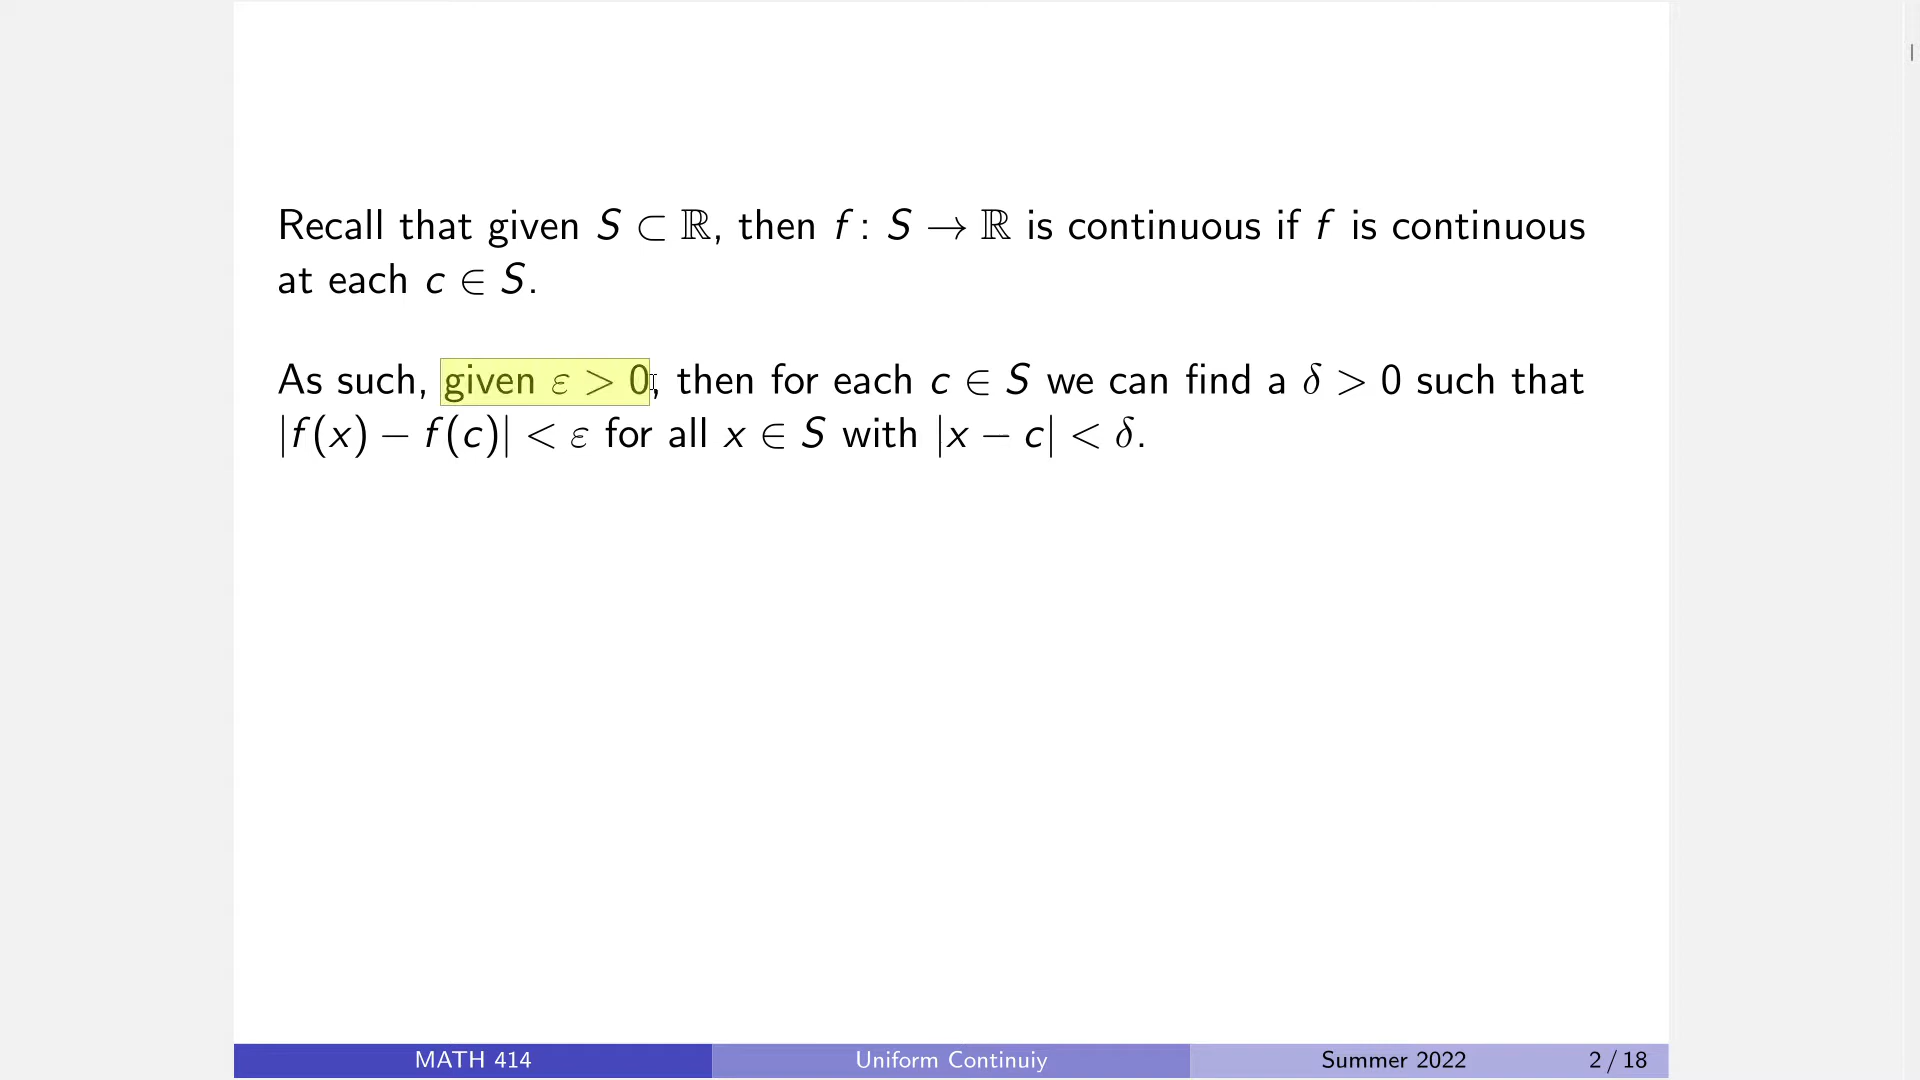 Recall that given S ⊂ ℝ, then f : S → ℝ is continuous if f is continuous
at each c ∈ S.
As such, given ε > 0, then for each c ∈ S we can find a δ > 0 such that
|f(x) − f(c)| < ε for all x ∈ S with |x − c| < δ.
MATH 414 Uniform Continuiy Summer 2022 2 / 18